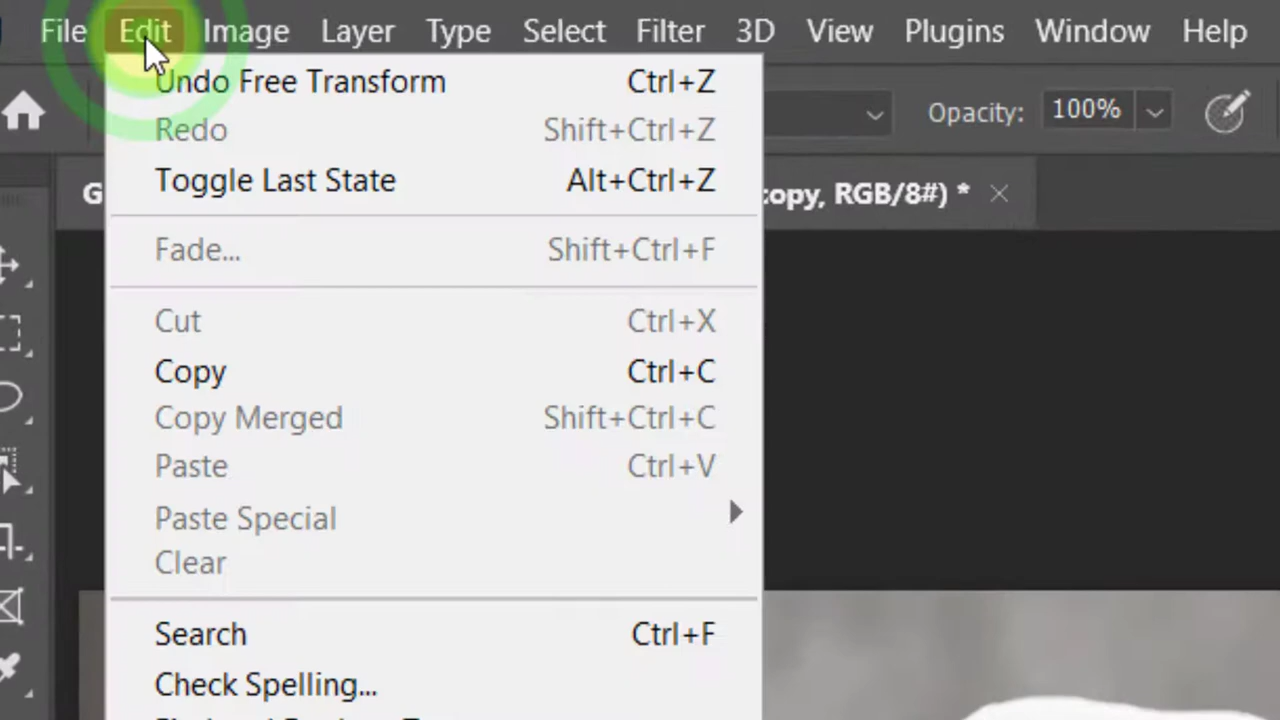 File Edit Image Layer Type Select Filter 3D View Plugins Window Help
Undo Free Transform Ctrl+Z
Opacity: 100%
Redo Shift+Ctrl+Z
Toggle Last State Alt+Ctrl+Z
G copy, RGB/8#) * ×
Fade... Shift+Ctrl+F
Cut Ctrl+X
Copy Ctrl+C
Copy Merged Shift+Ctrl+C
Paste Ctrl+V
Paste Special
Clear
Search Ctrl+F
Check Spelling...